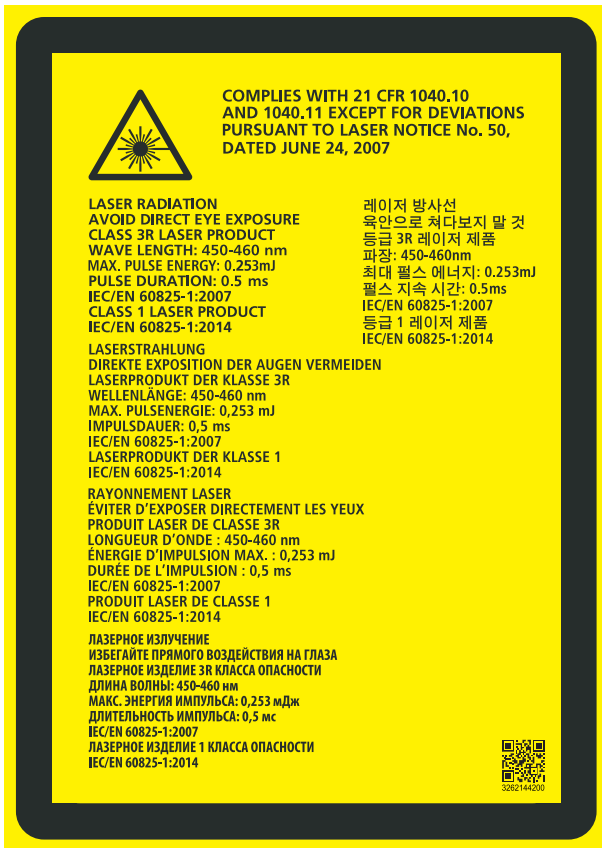 COMPLIES WITH 21 CFR 1040.10
AND 1040.11 EXCEPT FOR DEVIATIONS
PURSUANT TO LASER NOTICE No. 50,
DATED JUNE 24, 2007
LASER RADIATION
AVOID DIRECT EYE EXPOSURE
CLASS 3R LASER PRODUCT
WAVE LENGTH: 450-460 nm
MAX. PULSE ENERGY: 0.253mJ
PULSE DURATION: 0.5 ms
IEC/EN 60825-1:2007
CLASS 1 LASER PRODUCT
IEC/EN 60825-1:2014
레이저 방사선
육안으로 쳐다보지 말 것
등급 3R 레이저 제품
파장: 450-460nm
최대 펄스 에너지: 0.253mJ
펄스 지속 시간: 0.5ms
IEC/EN 60825-1:2007
등급 1 레이저 제품
IEC/EN 60825-1:2014
LASERSTRAHLUNG
DIREKTE EXPOSITION DER AUGEN VERMEIDEN
LASERPRODUKT DER KLASSE 3R
WELLENLÄNGE: 450-460 nm
MAX. PULSENERGIE: 0,253 mJ
IMPULSDAUER: 0,5 ms
IEC/EN 60825-1:2007
LASERPRODUKT DER KLASSE 1
IEC/EN 60825-1:2014
RAYONNEMENT LASER
ÉVITER D'EXPOSER DIRECTEMENT LES YEUX
PRODUIT LASER DE CLASSE 3R
LONGUEUR D'ONDE : 450-460 nm
ÉNERGIE D'IMPULSION MAX. : 0,253 mJ
DURÉE DE L'IMPULSION : 0,5 ms
IEC/EN 60825-1:2007
PRODUIT LASER DE CLASSE 1
IEC/EN 60825-1:2014
ЛАЗЕРНОЕ ИЗЛУЧЕНИЕ
ИЗБЕГАЙТЕ ПРЯМОГО ВОЗДЕЙСТВИЯ НА ГЛАЗА
ЛАЗЕРНОЕ ИЗДЕЛИЕ 3R КЛАССА ОПАСНОСТИ
ДЛИНА ВОЛНЫ: 450-460 нм
МАКС. ЭНЕРГИЯ ИМПУЛЬСА: 0,253 мДж
ДЛИТЕЛЬНОСТЬ ИМПУЛЬСА: 0,5 мс
IEC/EN 60825-1:2007
ЛАЗЕРНОЕ ИЗДЕЛИЕ 1 КЛАССА ОПАСНОСТИ
IEC/EN 60825-1:2014
3262144200